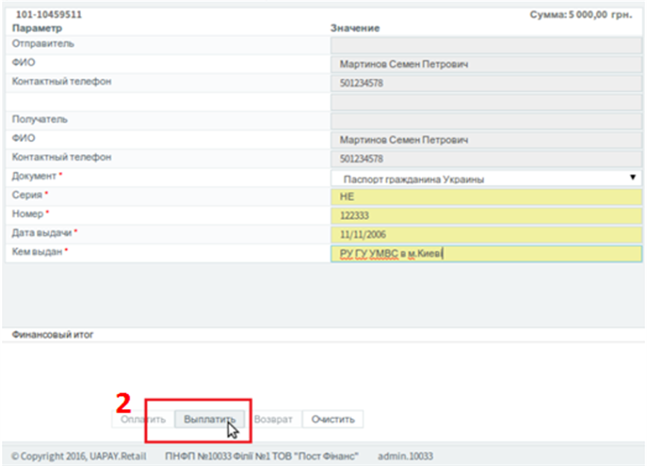 101-10459511 Сумма: 5 000,00 грн.
Параметр Значение
Отправитель
ФИО Мартинов Семен Петрович
Контактный телефон 501234578
Получатель
ФИО Мартинов Семен Петрович
Контактный телефон 501234578
Документ * Паспорт гражданина Украины
Серия * НЕ
Номер * 122333
Дата выдачи * 11/11/2006
Кем выдан * РУ ГУ УМВС в м.Києві
Финансовый итог
2
Оплатить Выплатить Возврат Очистить
© Copyright 2016, UAPAY.Retail ПНФП №10033 Філії №1 ТОВ "Пост Фінанс" admin.10033